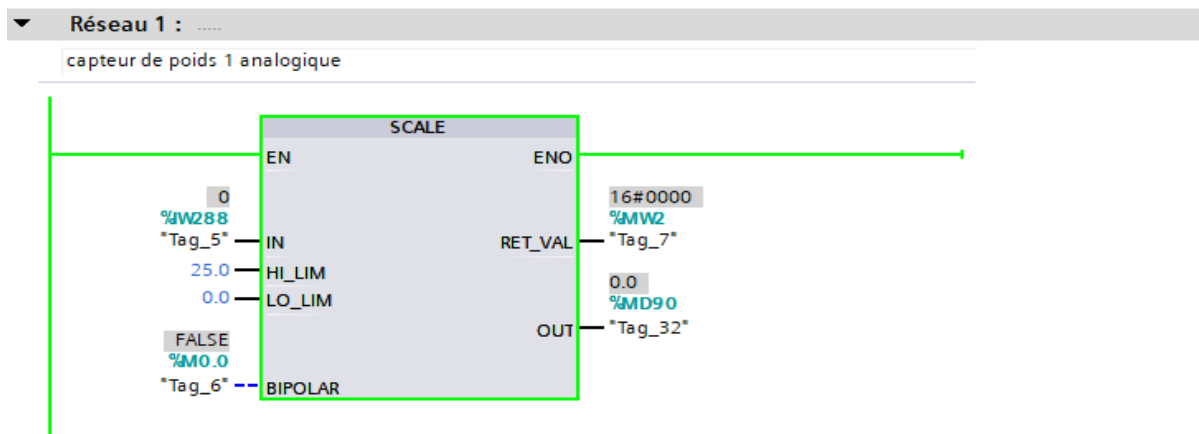 Réseau 1 : .....
capteur de poids 1 analogique
SCALE
EN ENO
0
%IW288
"Tag_5" IN
25.0 HI_LIM
0.0 LO_LIM
FALSE
%M0.0
"Tag_6" BIPOLAR
16#0000
%MW2
RET_VAL "Tag_7"
0.0
%MD90
OUT "Tag_32"